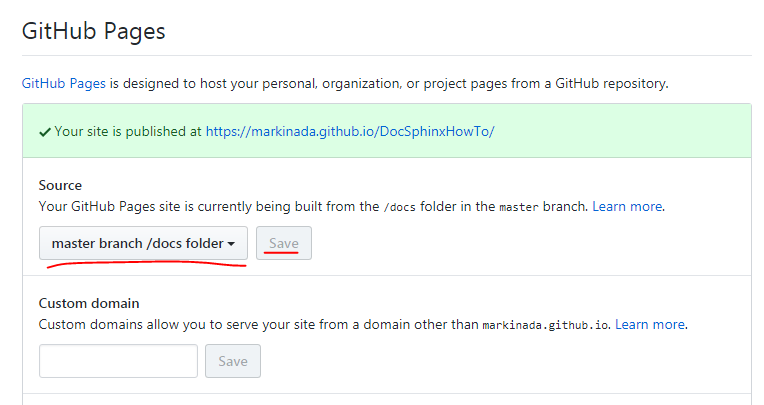 GitHub Pages
GitHub Pages is designed to host your personal, organization, or project pages from a GitHub repository.
Your site is published at https://markinada.github.io/DocSphinxHowTo/
Source
Your GitHub Pages site is currently being built from the /docs folder in the master branch. Learn more.
master branch /docs folder Save
Custom domain
Custom domains allow you to serve your site from a domain other than markinada.github.io. Learn more.
Save